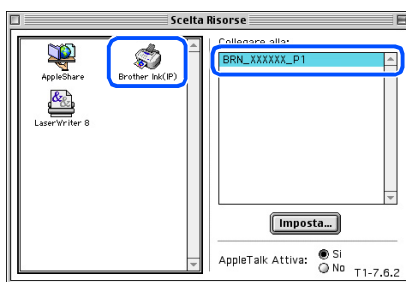 Scelta Risorse
AppleShare
Brother Ink(IP)
LaserWriter 8
Collegare alla:
BRN_XXXXXX_P1
Imposta...
AppleTalk Attiva:
Si
No
T1-7.6.2